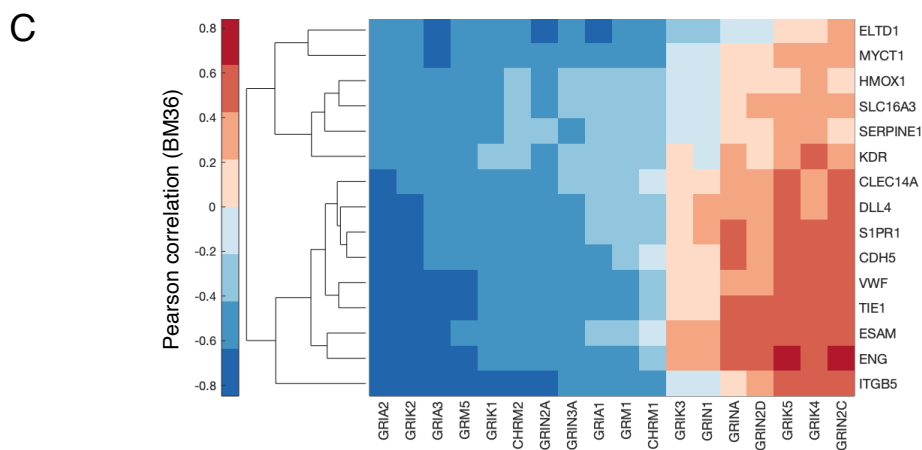 C
Pearson correlation (BM36)
0.8
0.6
0.4
0.2
0
-0.2
-0.4
-0.6
-0.8
ELTD1
MYCT1
HMOX1
SLC16A3
SERPINE1
KDR
CLEC14A
DLL4
S1PR1
CDH5
VWF
TIE1
ESAM
ENG
ITGB5
GRIA2
GRIK2
GRIA3
GRM5
GRIK1
CHRM2
GRIN2A
GRIN3A
GRIA1
GRM1
CHRM1
GRIK3
GRIN1
GRINA
GRIN2D
GRIK5
GRIK4
GRIN2C